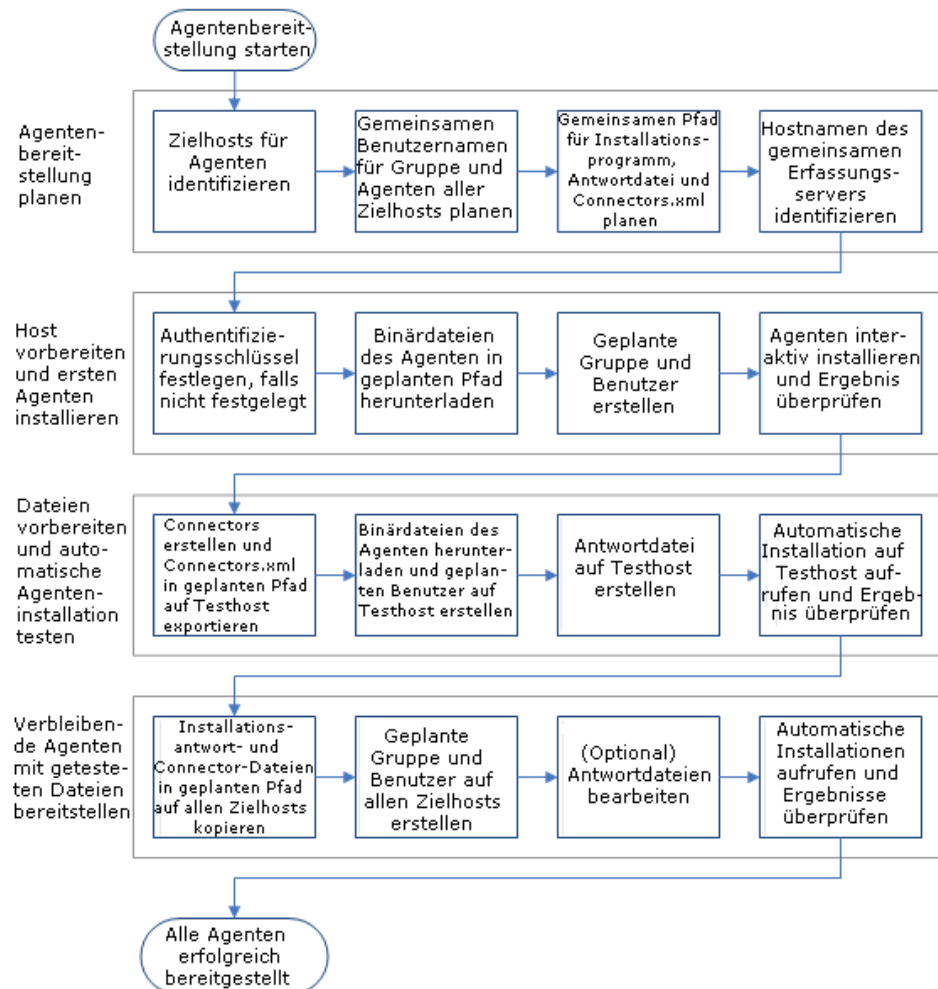 Agentenbereit-
stellung starten
Agenten-
bereit-
stellung
planen
Zielhosts für
Agenten
identifizieren
Gemeinsamen
Benutzernamen
für Gruppe und
Agenten aller
Zielhosts planen
Gemeinsamen Pfad
für Installations-
programm,
Antwortdatei und
Connectors.xml
planen
Hostnamen des
gemeinsamen
Erfassungs-
servers
identifizieren
Host
vorbereiten
und ersten
Agenten
installieren
Authentifizie-
rungsschlüssel
festlegen, falls
nicht festgelegt
Binärdateien
des Agenten in
geplanten Pfad
herunterladen
Geplante
Gruppe und
Benutzer
erstellen
Agenten inter-
aktiv installieren
und Ergebnis
überprüfen
Dateien
vorbereiten
und auto-
matische
Agenten-
installation
testen
Connectors
erstellen und
Connectors.xml
in geplanten Pfad
auf Testhost
exportieren
Binärdateien des
Agenten herunter-
laden und geplan-
ten Benutzer auf
Testhost erstellen
Antwortdatei
auf Testhost
erstellen
Automatische
Installation auf
Testhost auf-
rufen und Ergeb-
nis überprüfen
Verbleiben-
de Agenten
mit geteste-
ten Dateien
bereitstellen
Installations-
antwort- und
Connector-Dateien
in geplanten Pfad
auf allen Zielhosts
kopieren
Geplante
Gruppe und
Benutzer auf
allen Zielhosts
erstellen
(Optional)
Antwortdateien
bearbeiten
Automatische
Installationen
aufrufen und
Ergebnisse
überprüfen
Alle Agenten
erfolgreich
bereitgestellt